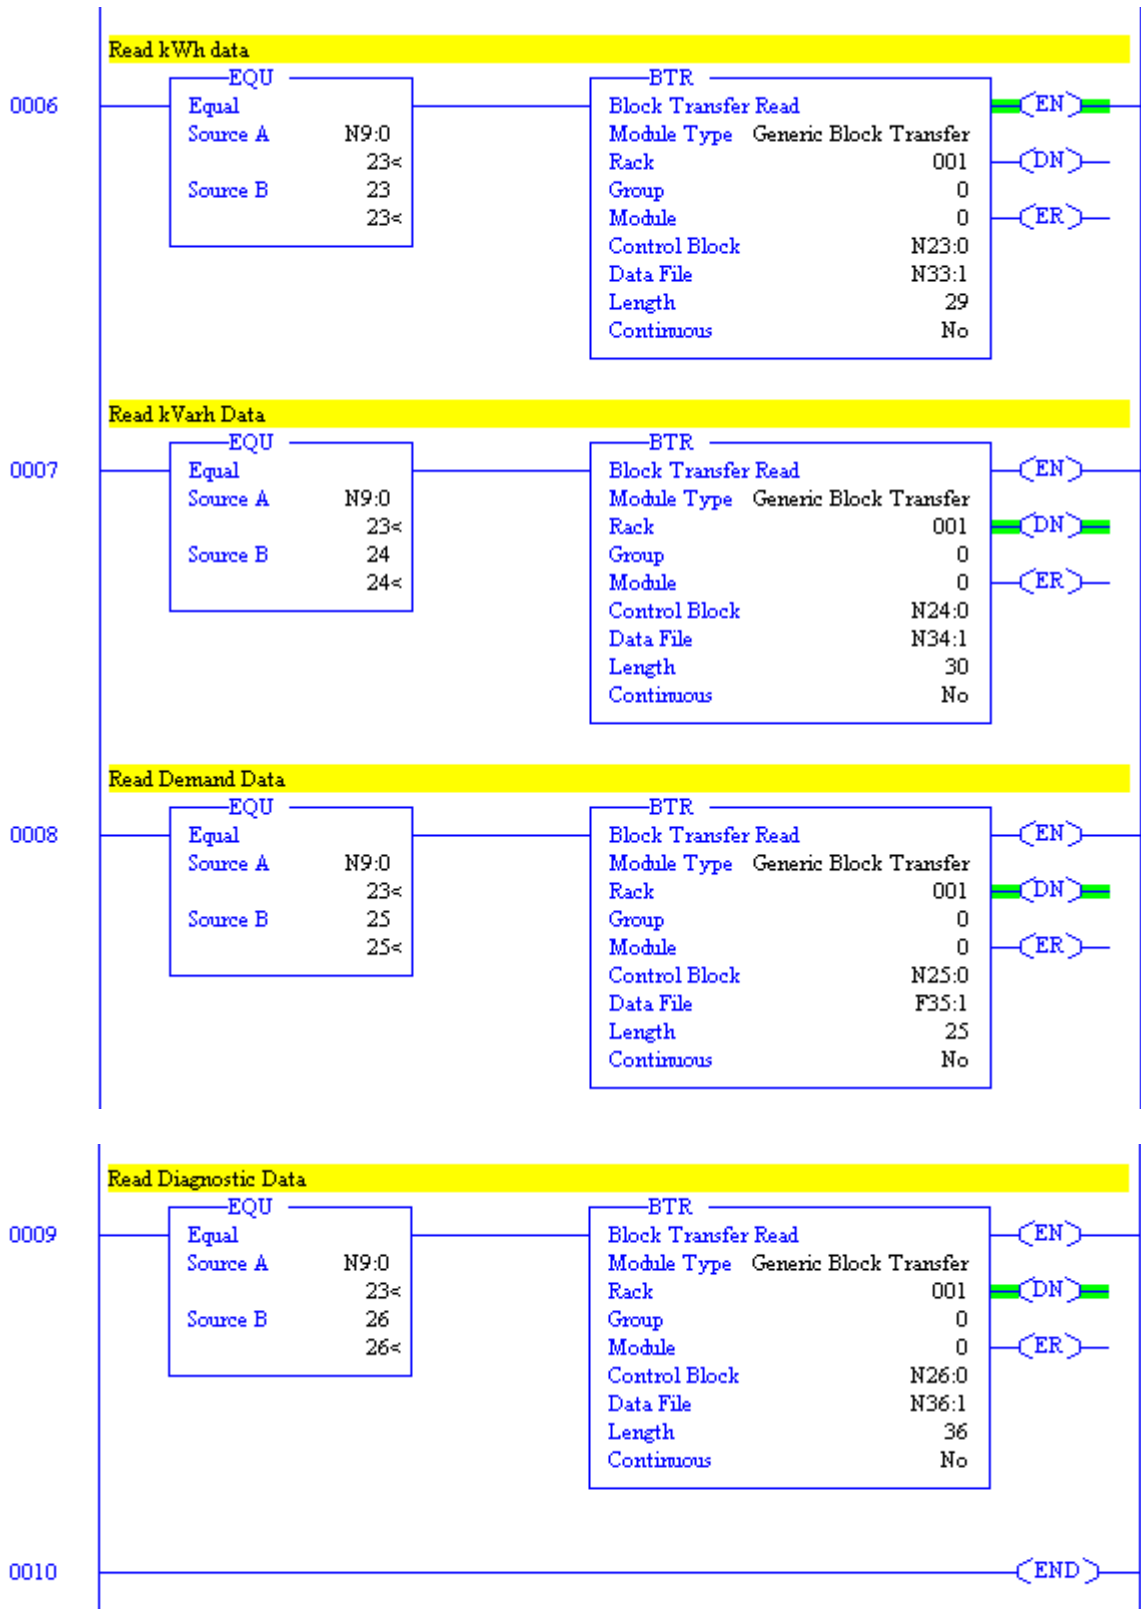 Read kWh data
0006
EQU
Equal
Source A N9:0
23<
Source B 23
23<
BTR
Block Transfer Read
Module Type Generic Block Transfer
Rack 001
Group 0
Module 0
Control Block N23:0
Data File N33:1
Length 29
Continuous No
EN
DN
ER
Read kVarh Data
0007
EQU
Equal
Source A N9:0
23<
Source B 24
24<
BTR
Block Transfer Read
Module Type Generic Block Transfer
Rack 001
Group 0
Module 0
Control Block N24:0
Data File N34:1
Length 30
Continuous No
EN
DN
ER
Read Demand Data
0008
EQU
Equal
Source A N9:0
23<
Source B 25
25<
BTR
Block Transfer Read
Module Type Generic Block Transfer
Rack 001
Group 0
Module 0
Control Block N25:0
Data File F35:1
Length 25
Continuous No
EN
DN
ER
Read Diagnostic Data
0009
EQU
Equal
Source A N9:0
23<
Source B 26
26<
BTR
Block Transfer Read
Module Type Generic Block Transfer
Rack 001
Group 0
Module 0
Control Block N26:0
Data File N36:1
Length 36
Continuous No
EN
DN
ER
0010
END